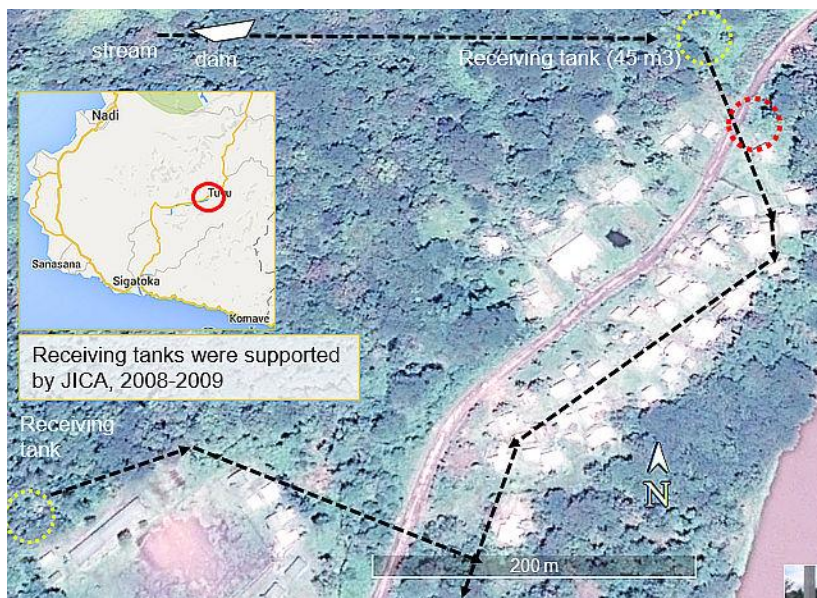 stream
dam
Receiving tank (45 m3)
Nadi
Sanasana
Sigatoka
Komave
Receiving tanks were supported
by JICA, 2008-2009
Receiving
tank
N
200 m